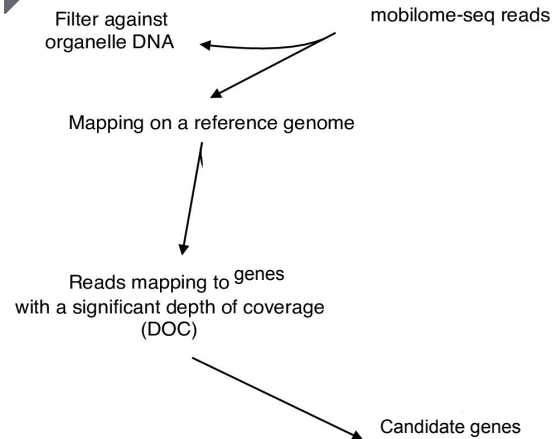 mobilome-seq reads
Filter against
organelle DNA
Mapping on a reference genome
Reads mapping to genes
with a significant depth of coverage
(DOC)
Candidate genes